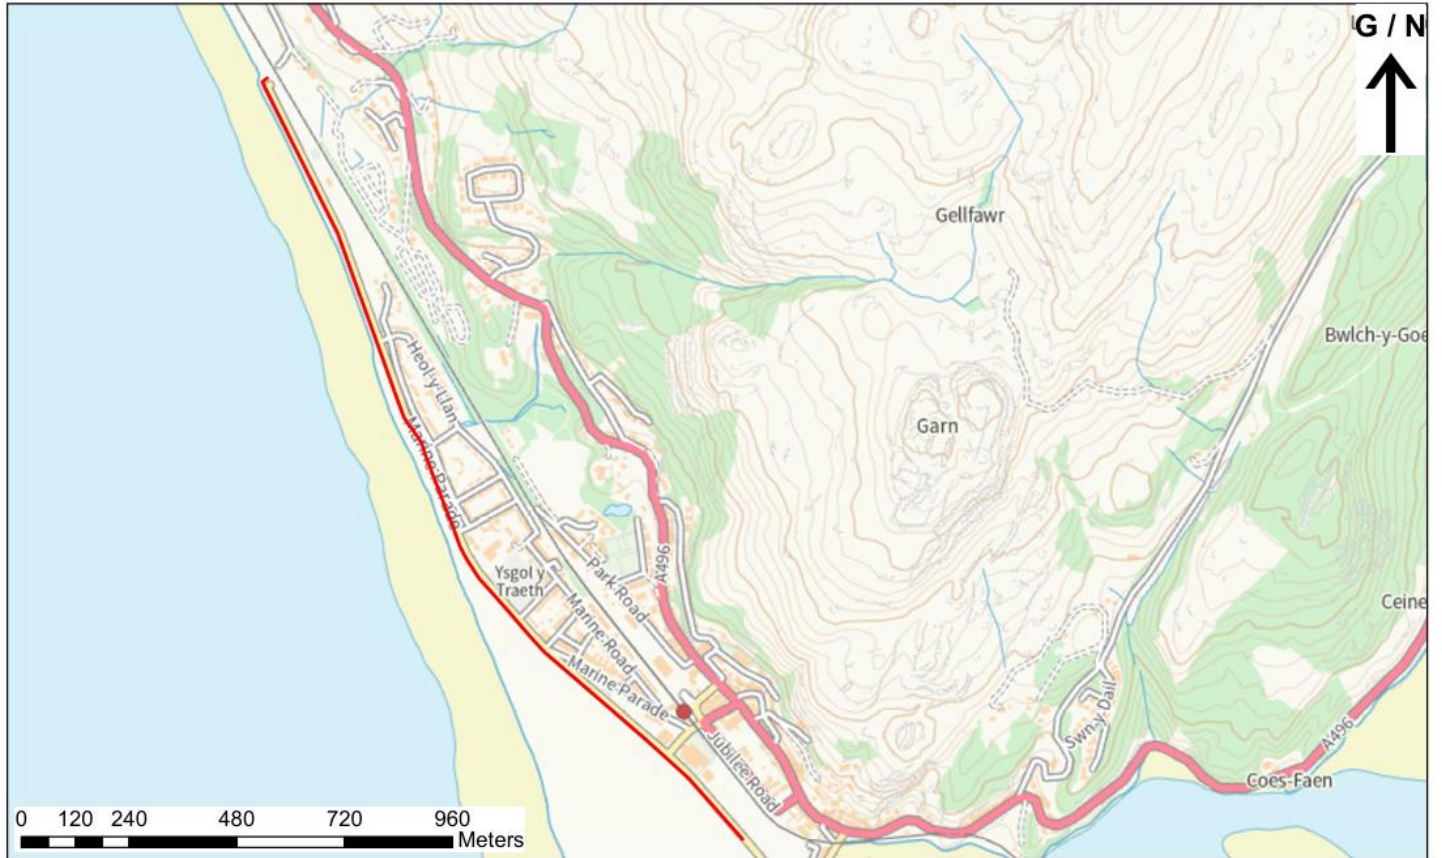 G / N
Gellfawr
Bwlch-y-Goe
Heol-y-Llan
Garn
Marine Parade
A496
Ysgol y
Traeth
Park Road
Ceine
Marine Road
Marine Parade
Swn-y-Dail
Jubilee Road
A496
Coes-Faen
0 120 240 480 720 960
Meters